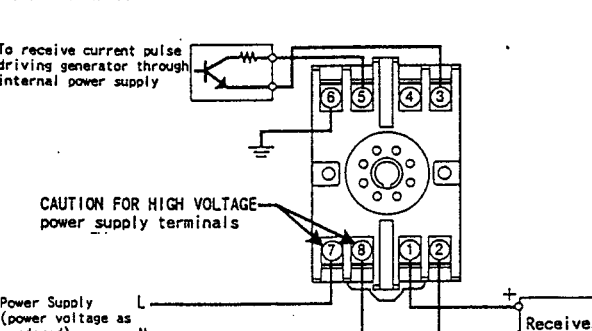 To receive current pulse
driving generator through
internal power supply
6 5 4 3
CAUTION FOR HIGH VOLTAGE
power supply terminals
7 8 1 2
Power Supply L
(power voltage as
+
Receive